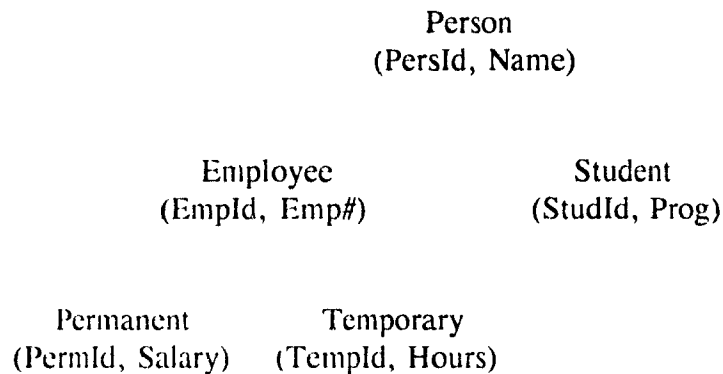 Person
(PersId, Name)
Employee
(EmpId, Emp#)
Student
(StudId, Prog)
Permanent
(PermId, Salary)
Temporary
(TempId, Hours)